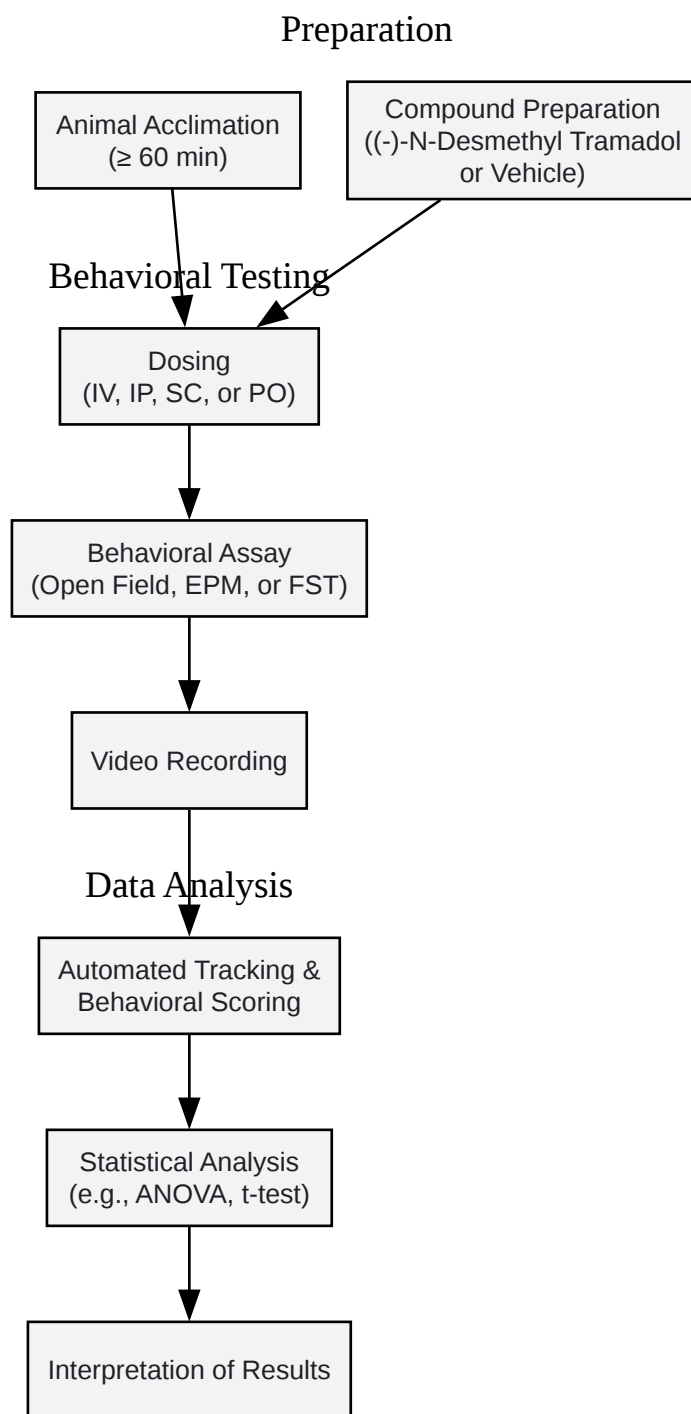 Preparation
Animal Acclimation
(≥ 60 min)
Compound Preparation
((-)-N-Desmethyl Tramadol
or Vehicle)
Behavioral Testing
Dosing
(IV, IP, SC, or PO)
Behavioral Assay
(Open Field, EPM, or FST)
Video Recording
Data Analysis
Automated Tracking &
Behavioral Scoring
Statistical Analysis
(e.g., ANOVA, t-test)
Interpretation of Results